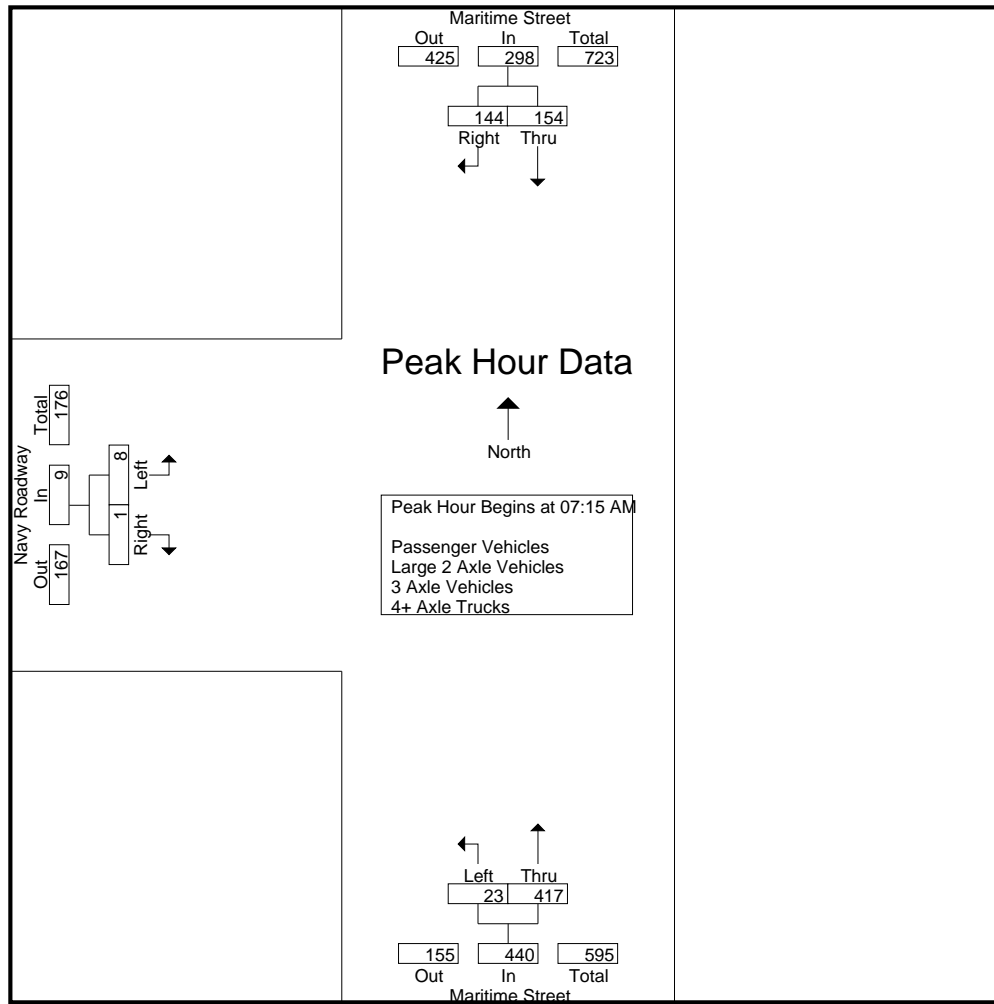 Maritime Street
Out In Total
425 298 723
144 154
Right Thru
Peak Hour Data
North
Peak Hour Begins at 07:15 AM
Passenger Vehicles
Large 2 Axle Vehicles
3 Axle Vehicles
4+ Axle Trucks
Navy Roadway
Out In Total
167 9 176
1 8
Right Left
Left Thru
23 417
155 440 595
Out In Total
Maritime Street